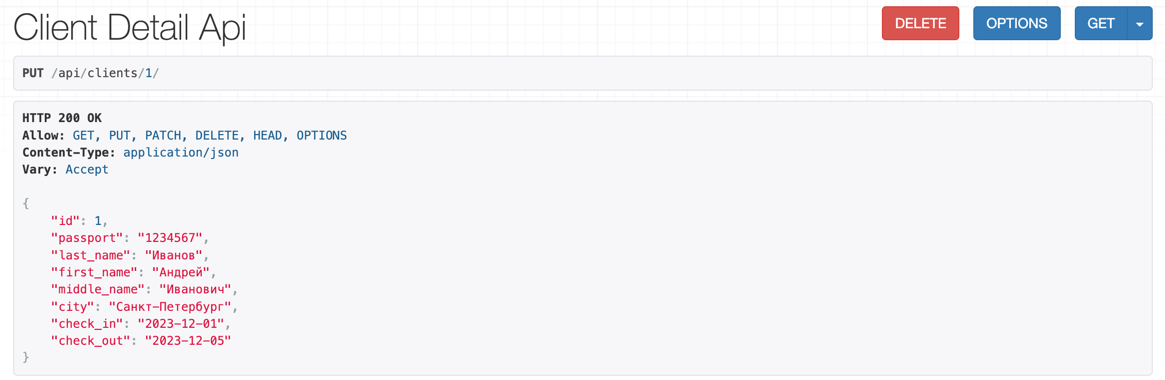 Client Detail Api
DELETE OPTIONS GET
PUT /api/clients/1/
HTTP 200 OK
Allow: GET, PUT, PATCH, DELETE, HEAD, OPTIONS
Content-Type: application/json
Vary: Accept
{
    "id": 1,
    "passport": "1234567",
    "last_name": "Иванов",
    "first_name": "Андрей",
    "middle_name": "Иванович",
    "city": "Санкт-Петербург",
    "check_in": "2023-12-01",
    "check_out": "2023-12-05"
}